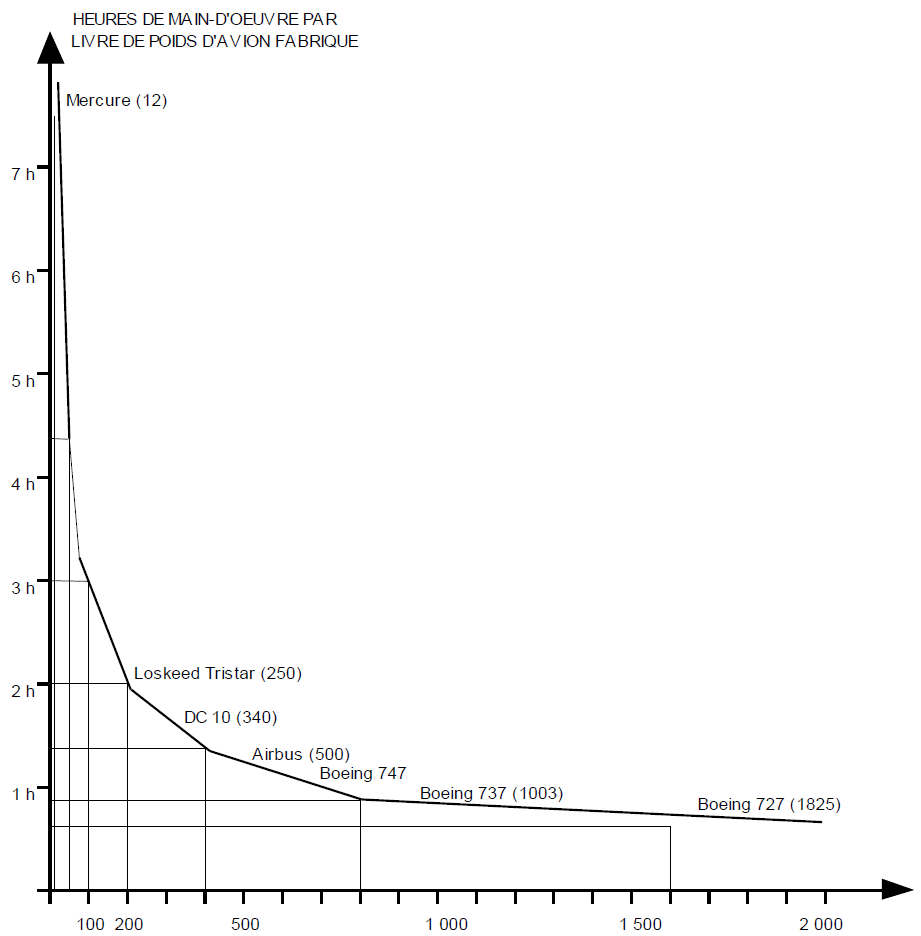 HEURES DE MAIN-D'OEUVRE PAR
LIVRE DE POIDS D'AVION FABRIQUE
Mercure (12)
7 h
6 h
5 h
4 h
3 h
Loskeed Tristar (250)
2 h
DC 10 (340)
Airbus (500)
Boeing 747
1 h
Boeing 737 (1003)
Boeing 727 (1825)
100 200 500 1 000 1 500 2 000